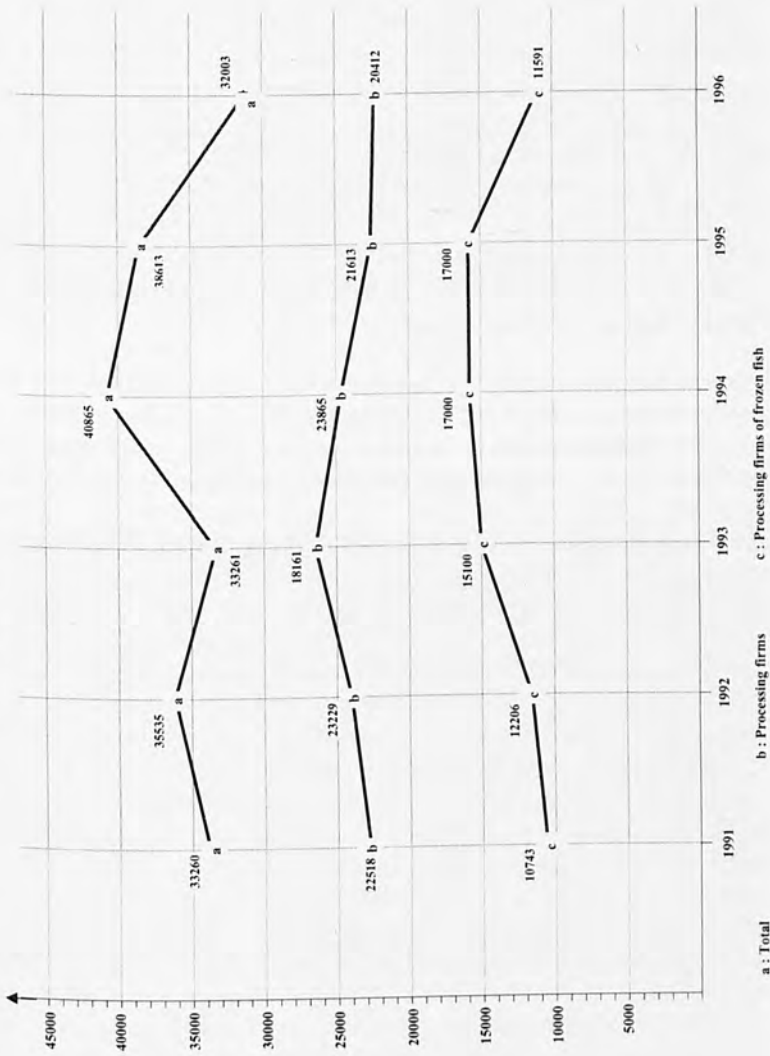 45000
40000
35000
30000
25000
20000
15000
10000
5000
33260
a
35535
a
33261
a
40865
a
38613
a
32003
a
22518
b
23229
b
18161
b
23865
b
21613
b
20412
b
10743
c
12206
c
15100
c
17000
c
17000
c
11591
c
1991 1992 1993 1994 1995 1996
a : Total b : Processing firms c : Processing firms of frozen fish